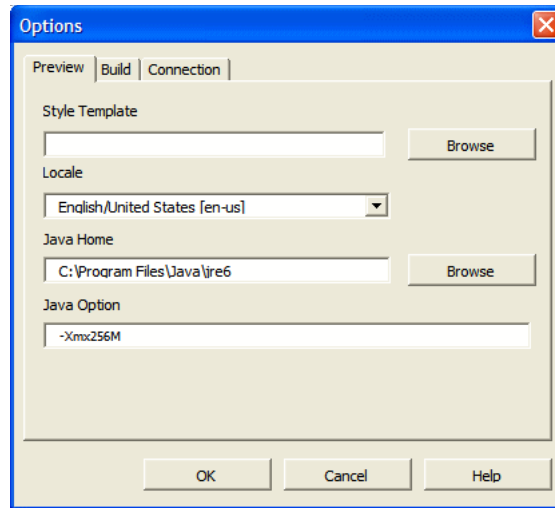 Options
Preview Build Connection
Style Template
Browse
Locale
English/United States [en-us]
Java Home
C:\Program Files\Java\jre6 Browse
Java Option
-Xmx256M
OK Cancel Help